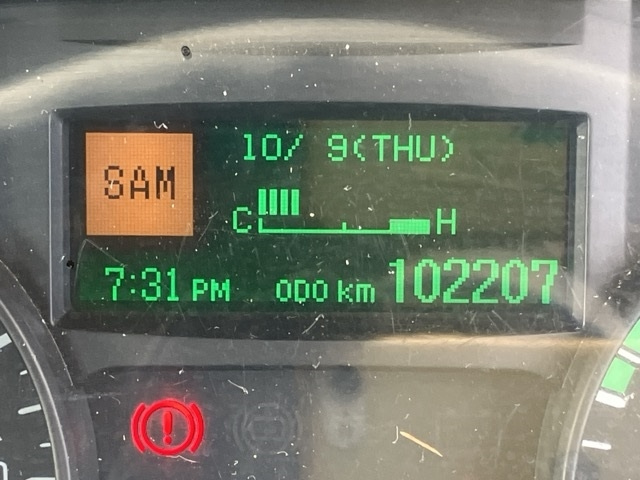 10/ 9(THU)
SAM
C H
7:31 PM ODO km 102207